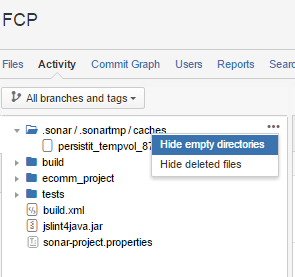 FCP
Files Activity Commit Graph Users Reports Searc
All branches and tags
.sonar / .sonartmp / caches
persistit_tempvol_87
Hide empty directories
build
Hide deleted files
ecomm_project
tests
build.xml
jslint4java.jar
sonar-project.properties